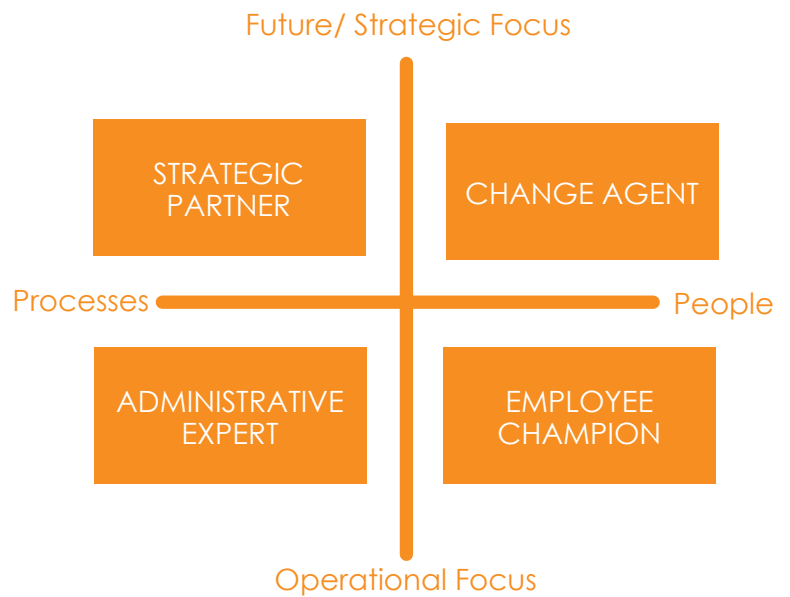 Future/ Strategic Focus
STRATEGIC
PARTNER
CHANGE AGENT
Processes
People
ADMINISTRATIVE
EXPERT
EMPLOYEE
CHAMPION
Operational Focus